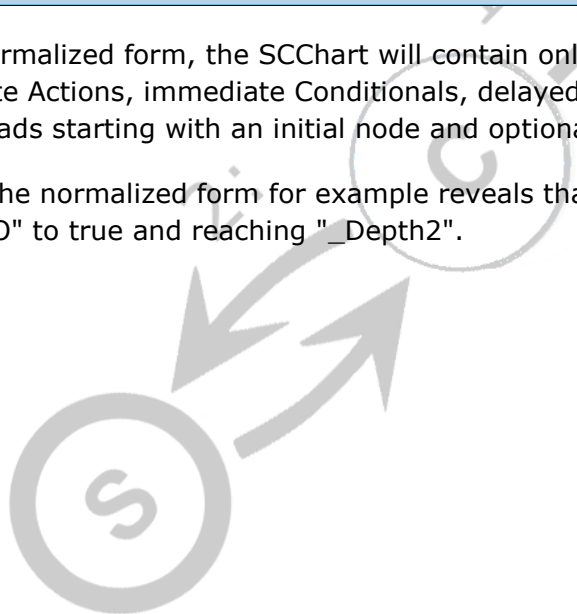 rmalized form, the SCChart will contain onl
te Actions, immediate Conditionals, delayed
ads starting with an initial node and optiona
he normalized form for example reveals tha
O" to true and reaching "_Depth2".
2:
C
S